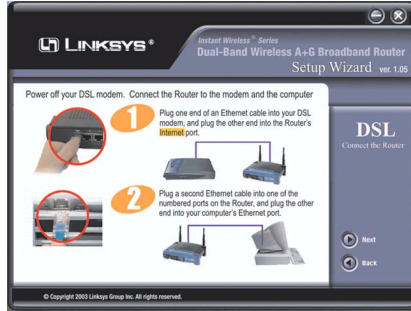 LINKSYS®
Instant Wireless® Series
Dual-Band Wireless A+G Broadband Router
Setup Wizard ver. 1.05
Power off your DSL modem. Connect the Router to the modem and the computer
1
Plug one end of an Ethernet cable into your DSL
modem, and plug the other end into the Router's
Internet port.
2
Plug a second Ethernet cable into one of the
numbered ports on the Router, and plug the other
end into your computer's Ethernet port.
DSL
Connect the Router
Next
Back
© Copyright 2003 Linksys Group Inc. All rights reserved.